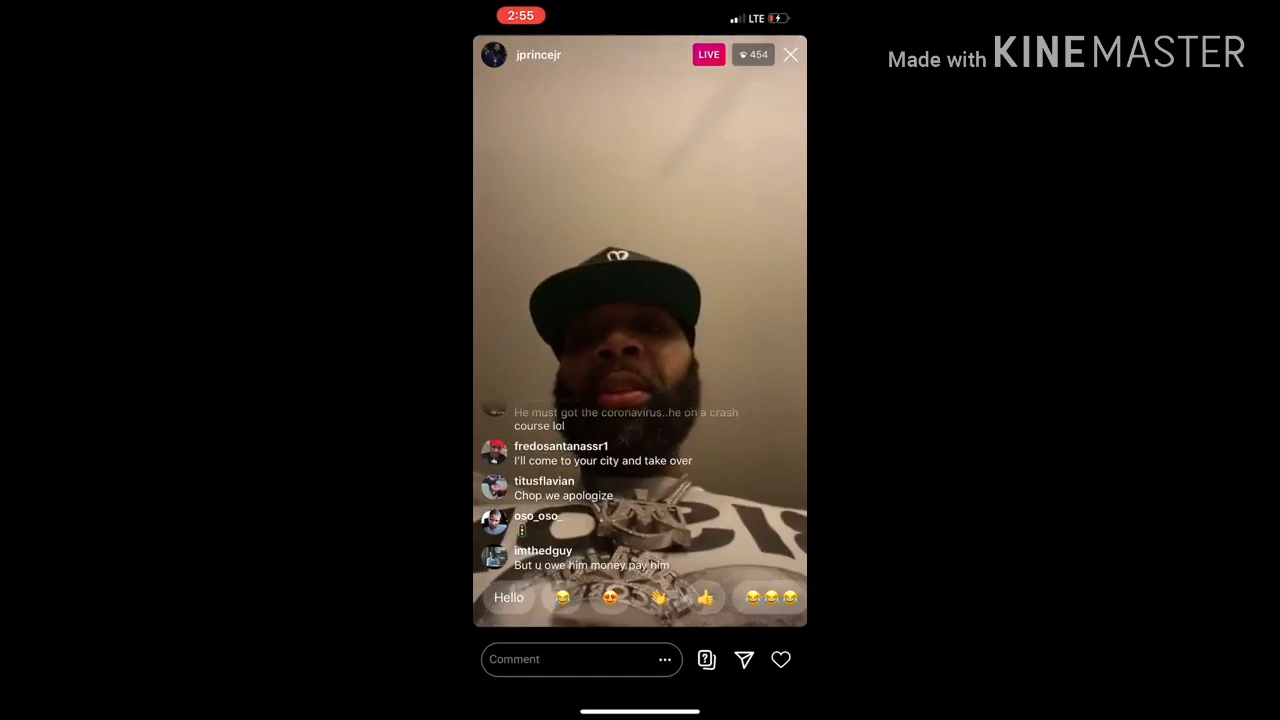 2:55
LTE
Made with KINEMASTER
jprincejr
LIVE
454
He must got the coronavirus..he on a crash
course lol
fredosantanassr1
I'll come to your city and take over
titusflavian
Chop we apologize
oso_oso_
🚦
imthedguy
But u owe him money pay him
Hello 😂 😍 👋 👍 😂😂😂
Comment